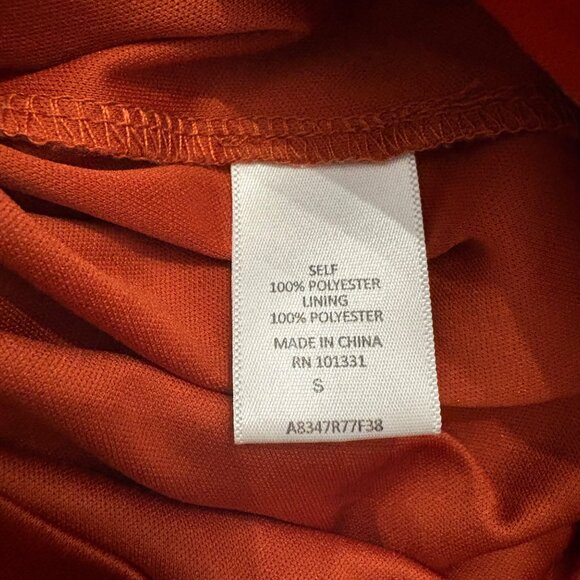 SELF
100% POLYESTER
LINING
100% POLYESTER
MADE IN CHINA
RN 101331
S
A8347R77F38